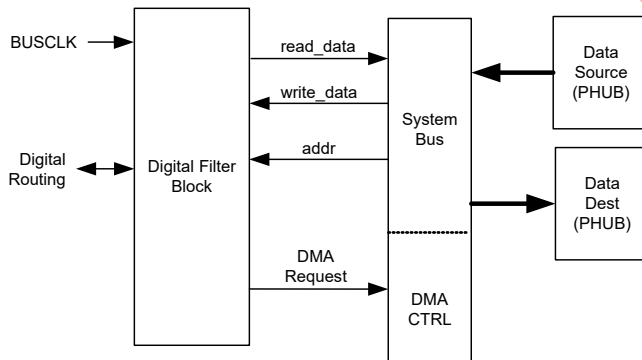 BUSCLK
Digital
Routing
Digital Filter
Block
read_data
write_data
addr
DMA
Request
System
Bus
DMA
CTRL
Data
Source
(PHUB)
Data
Dest
(PHUB)